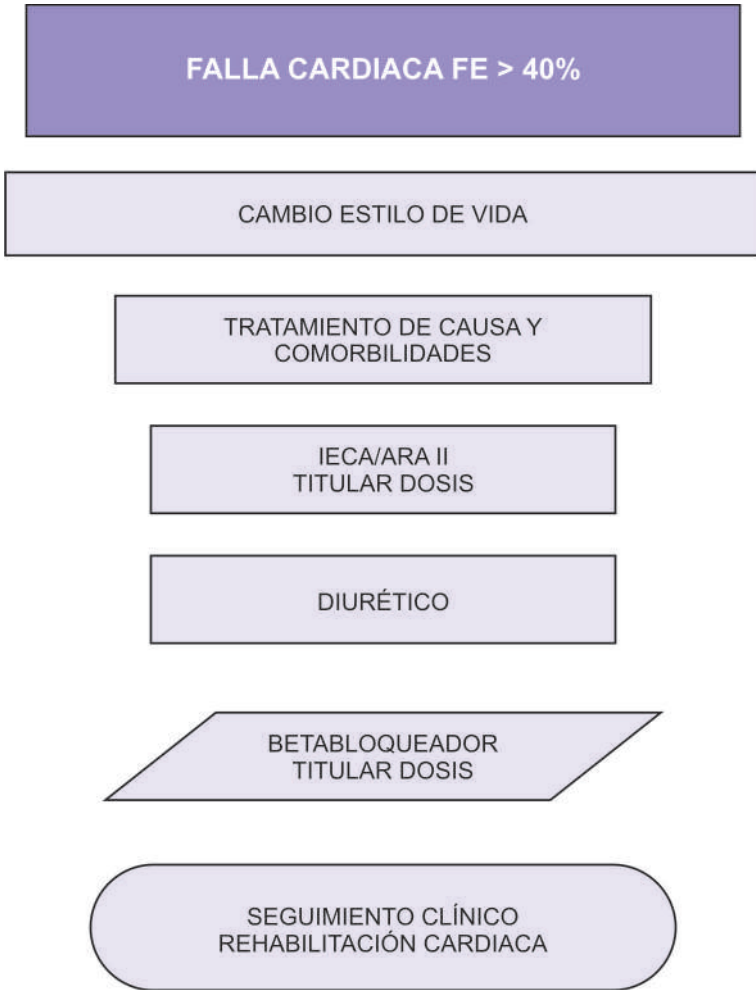 FALLA CARDIACA FE > 40%
CAMBIO ESTILO DE VIDA
TRATAMIENTO DE CAUSA Y
COMORBILIDADES
IECA/ARA II
TITULAR DOSIS
DIURÉTICO
BETABLOQUEADOR
TITULAR DOSIS
SEGUIMIENTO CLÍNICO
REHABILITACIÓN CARDIACA